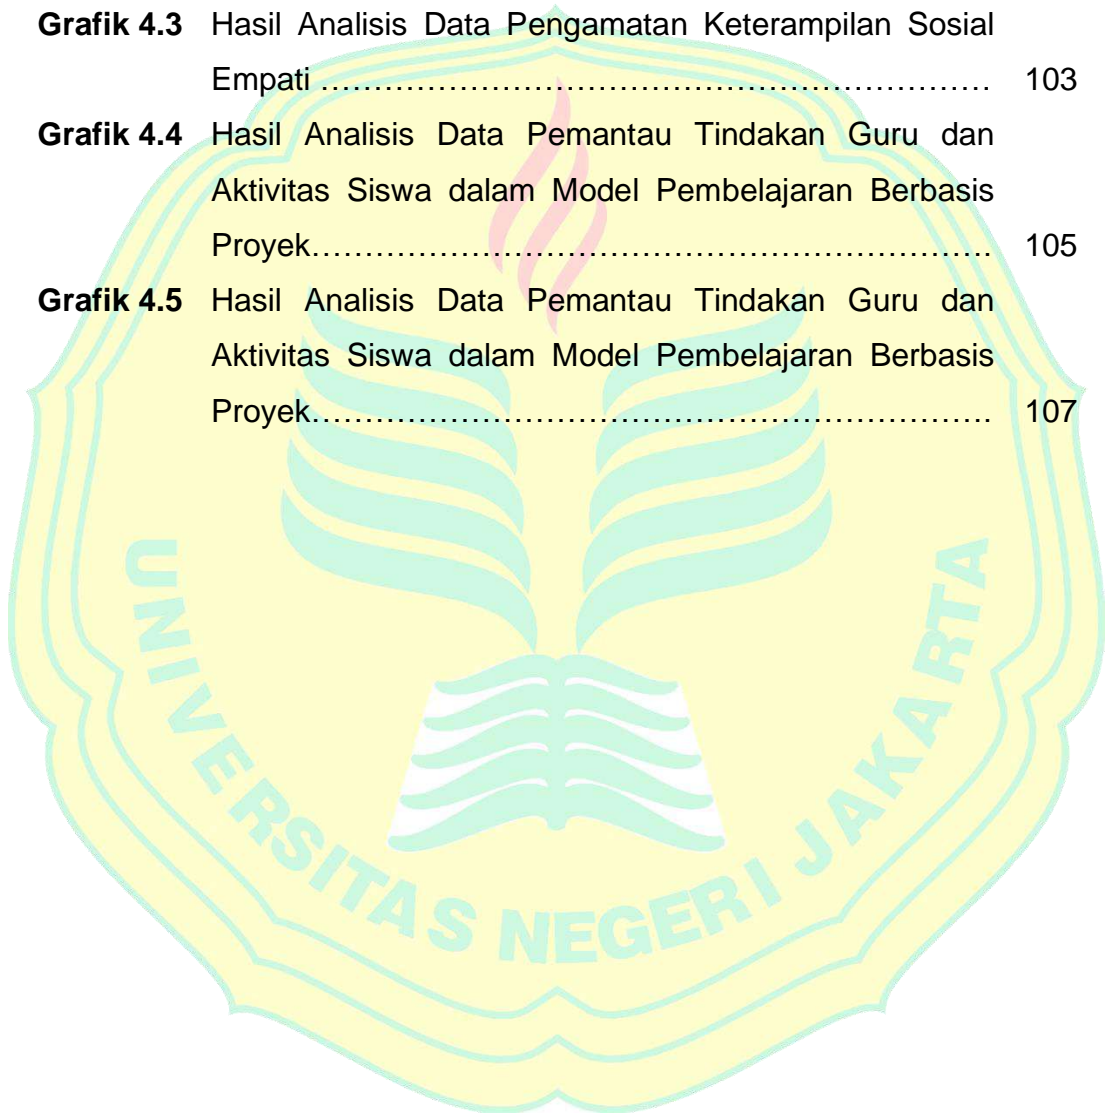 Grafik 4.3 Hasil Analisis Data Pengamatan Keterampilan Sosial
Empati ………………………………………………………… 103
Grafik 4.4 Hasil Analisis Data Pemantau Tindakan Guru dan
Aktivitas Siswa dalam Model Pembelajaran Berbasis
Proyek…………………………………………………………. 105
Grafik 4.5 Hasil Analisis Data Pemantau Tindakan Guru dan
Aktivitas Siswa dalam Model Pembelajaran Berbasis
Proyek…………………………………………………………. 107
UNIVERSITAS NEGERI JAKARTA